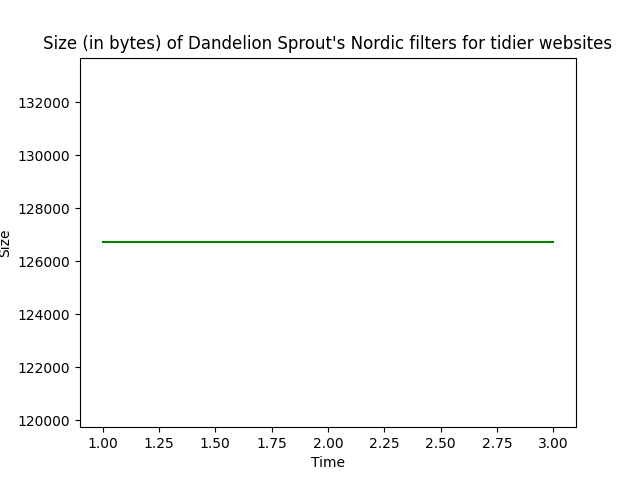 Size (in bytes) of Dandelion Sprout's Nordic filters for tidier websites
132000
130000
128000
126000
124000
122000
120000
Size
1.00 1.25 1.50 1.75 2.00 2.25 2.50 2.75 3.00
Time